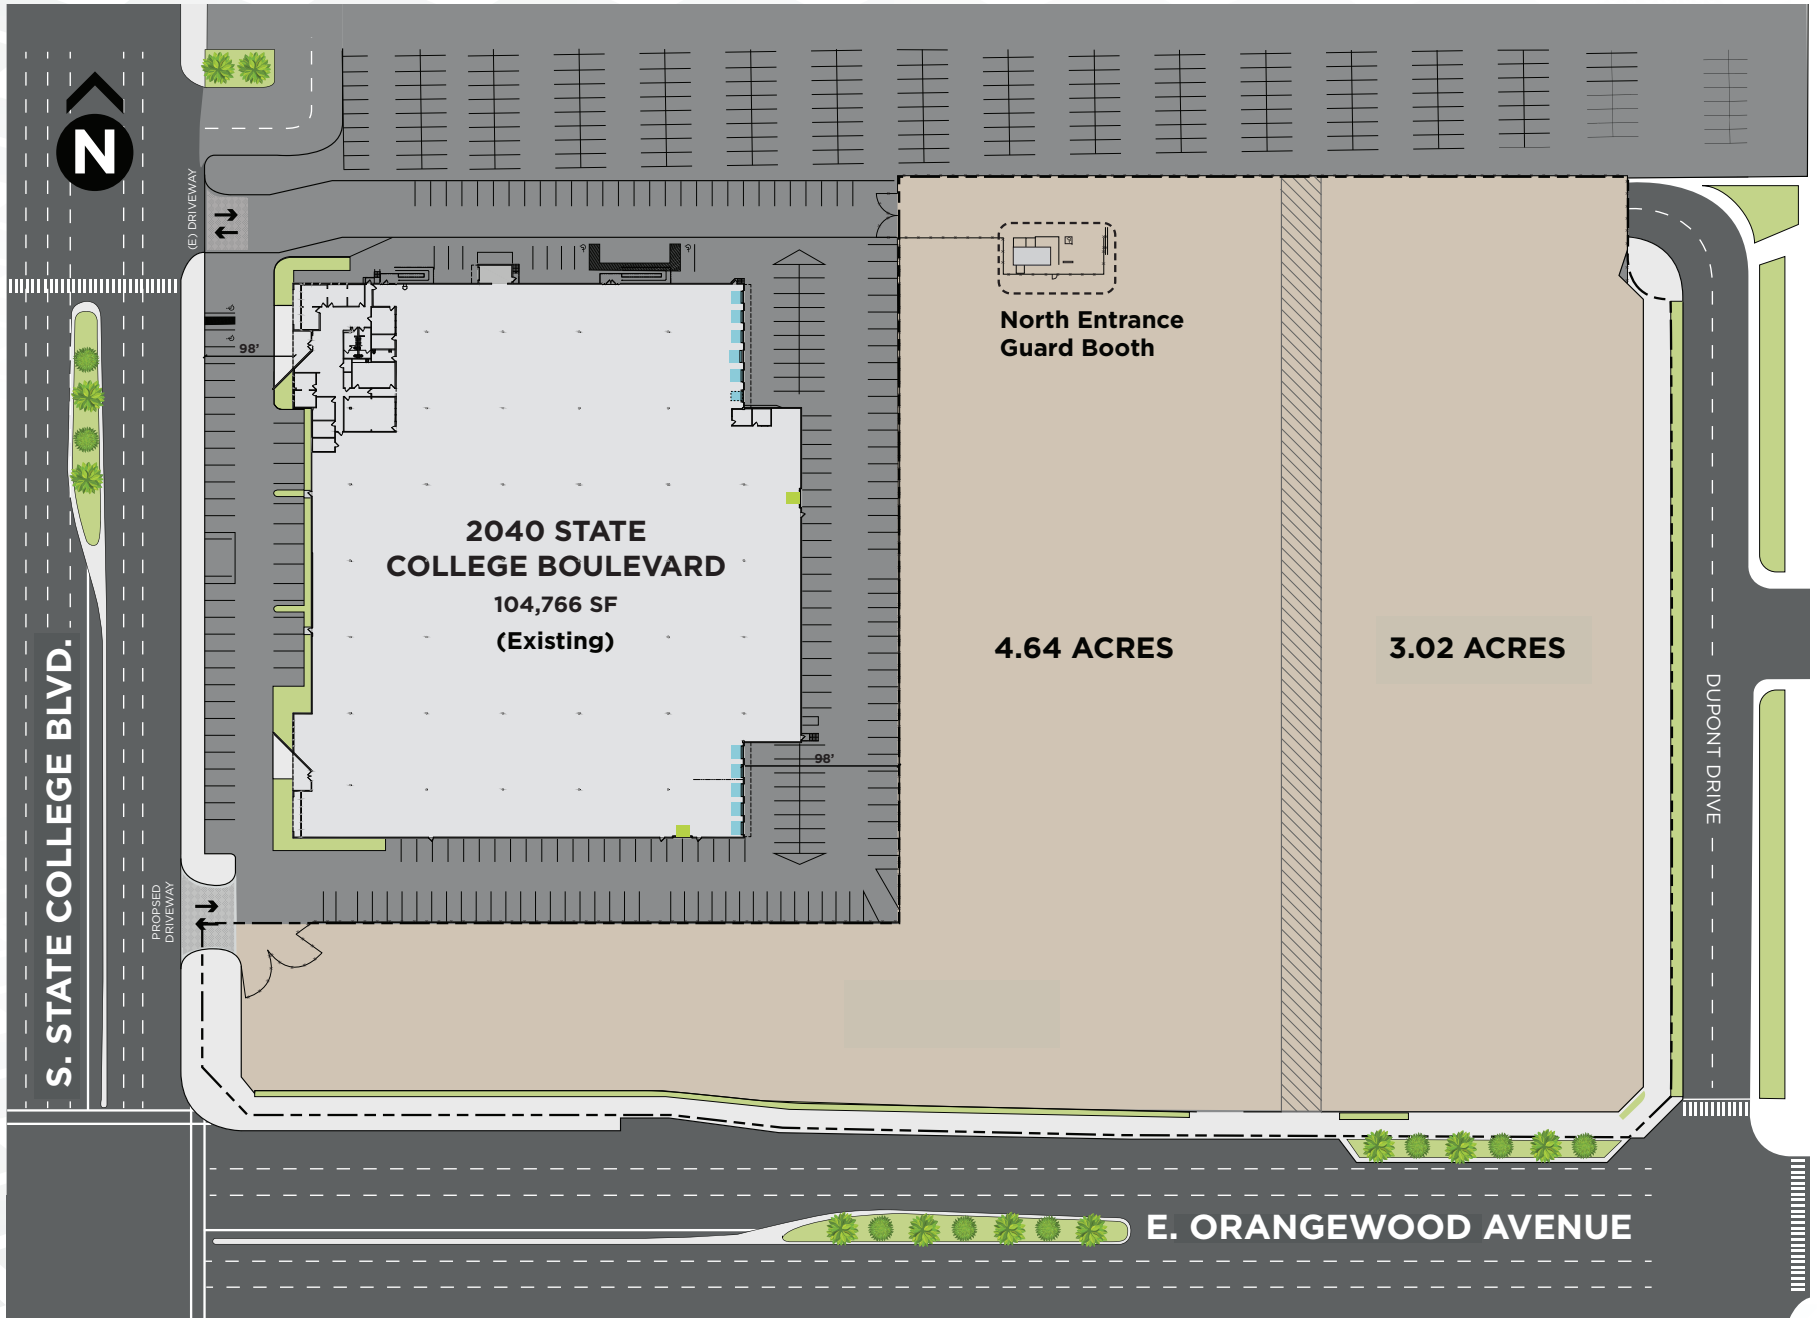 N
(E) DRIVEWAY
98'
North Entrance
Guard Booth
2040 STATE
COLLEGE BOULEVARD
104,766 SF
(Existing)
4.64 ACRES
3.02 ACRES
S. STATE COLLEGE BLVD.
DUPONT DRIVE
98'
PROPSED
DRIVEWAY
E. ORANGEWOOD AVENUE